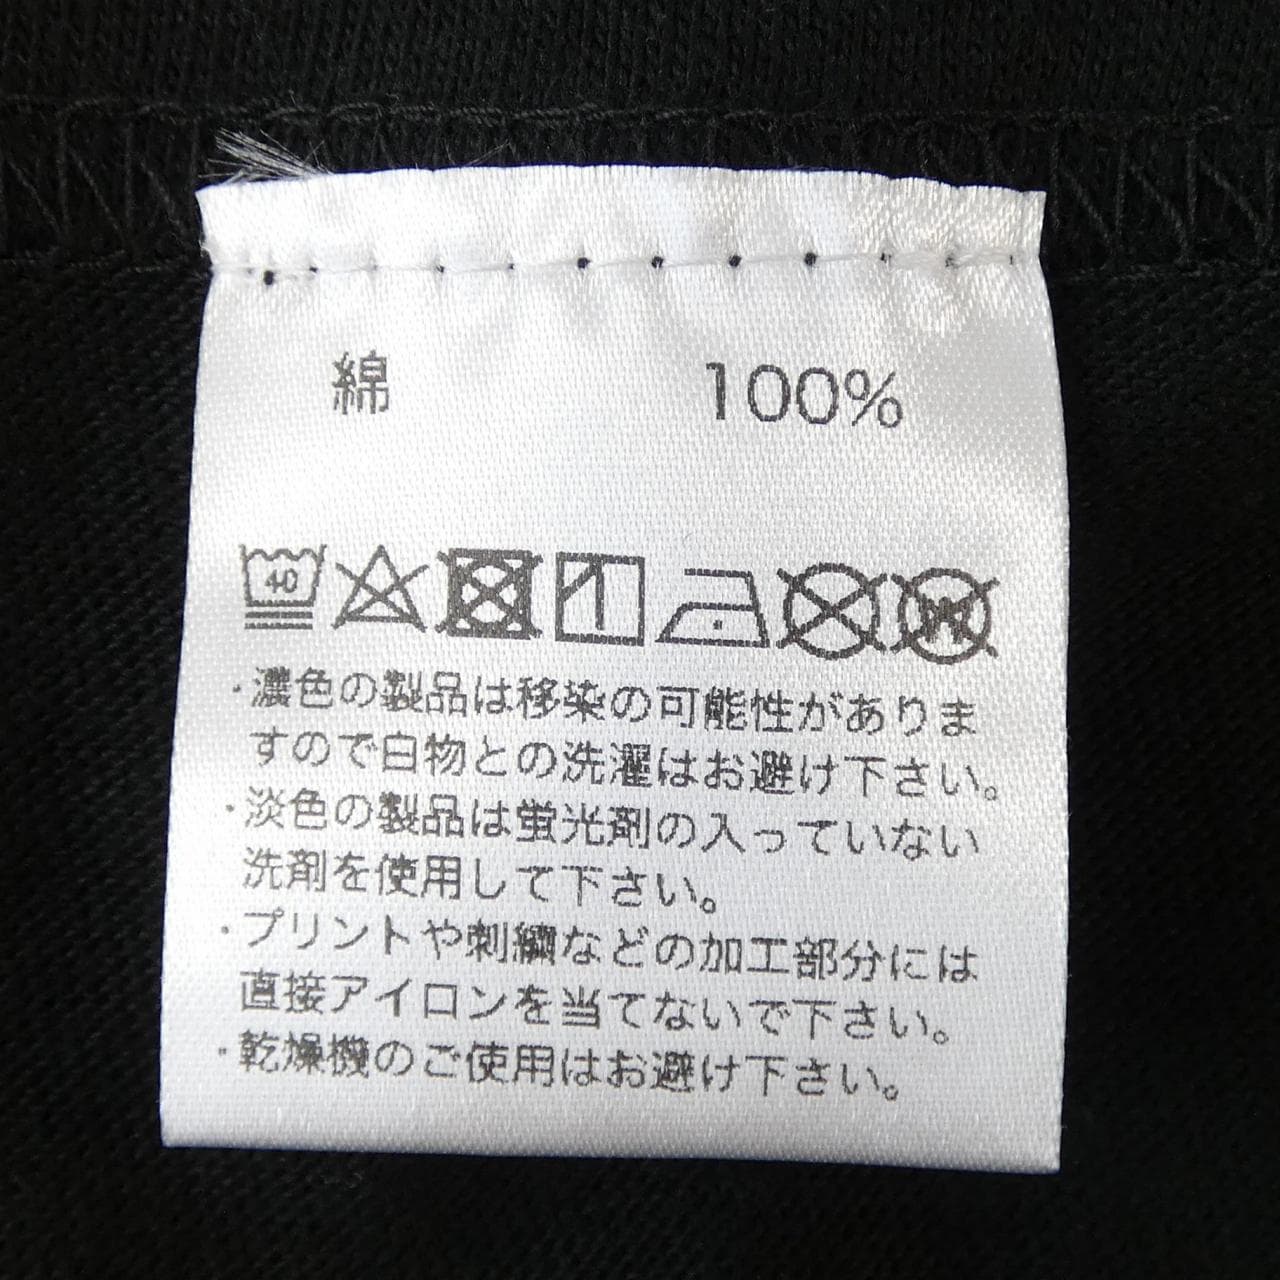 綿 100%
40
W
・濃色の製品は移染の可能性がありま
すので白物との洗濯はお避け下さい。
・淡色の製品は蛍光剤の入っていない
洗剤を使用して下さい。
・プリントや刺繍などの加工部分には
直接アイロンを当てないで下さい。
・乾燥機のご使用はお避け下さい。